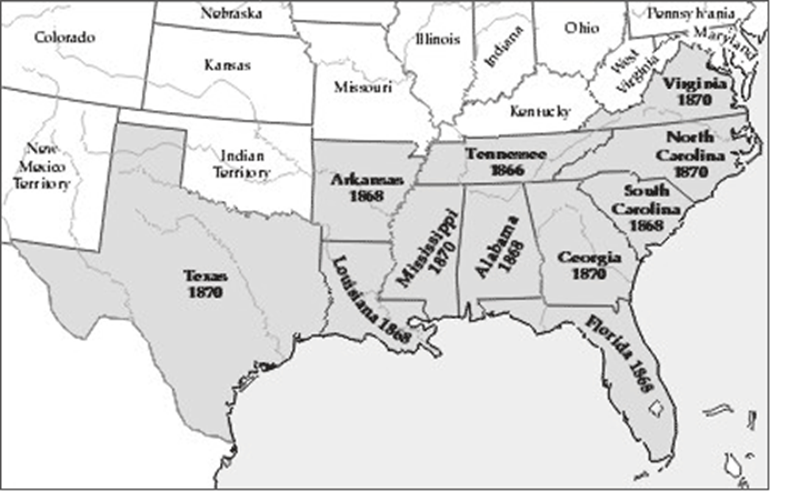 Nebraska
Pennsylvania
Colorado
Illinois
Indiana
Ohio
Maryland
Kansas
West
Virginia
Missouri
Virginia
1870
Kentucky
New
Mexico
Territory
Indian
Territory
Tennessee
1866
North
Carolina
1870
Arkansas
1868
South
Carolina
1868
Mississippi
1870
Alabama
1868
Georgia
1870
Texas
1870
Louisiana 1868
Florida 1868